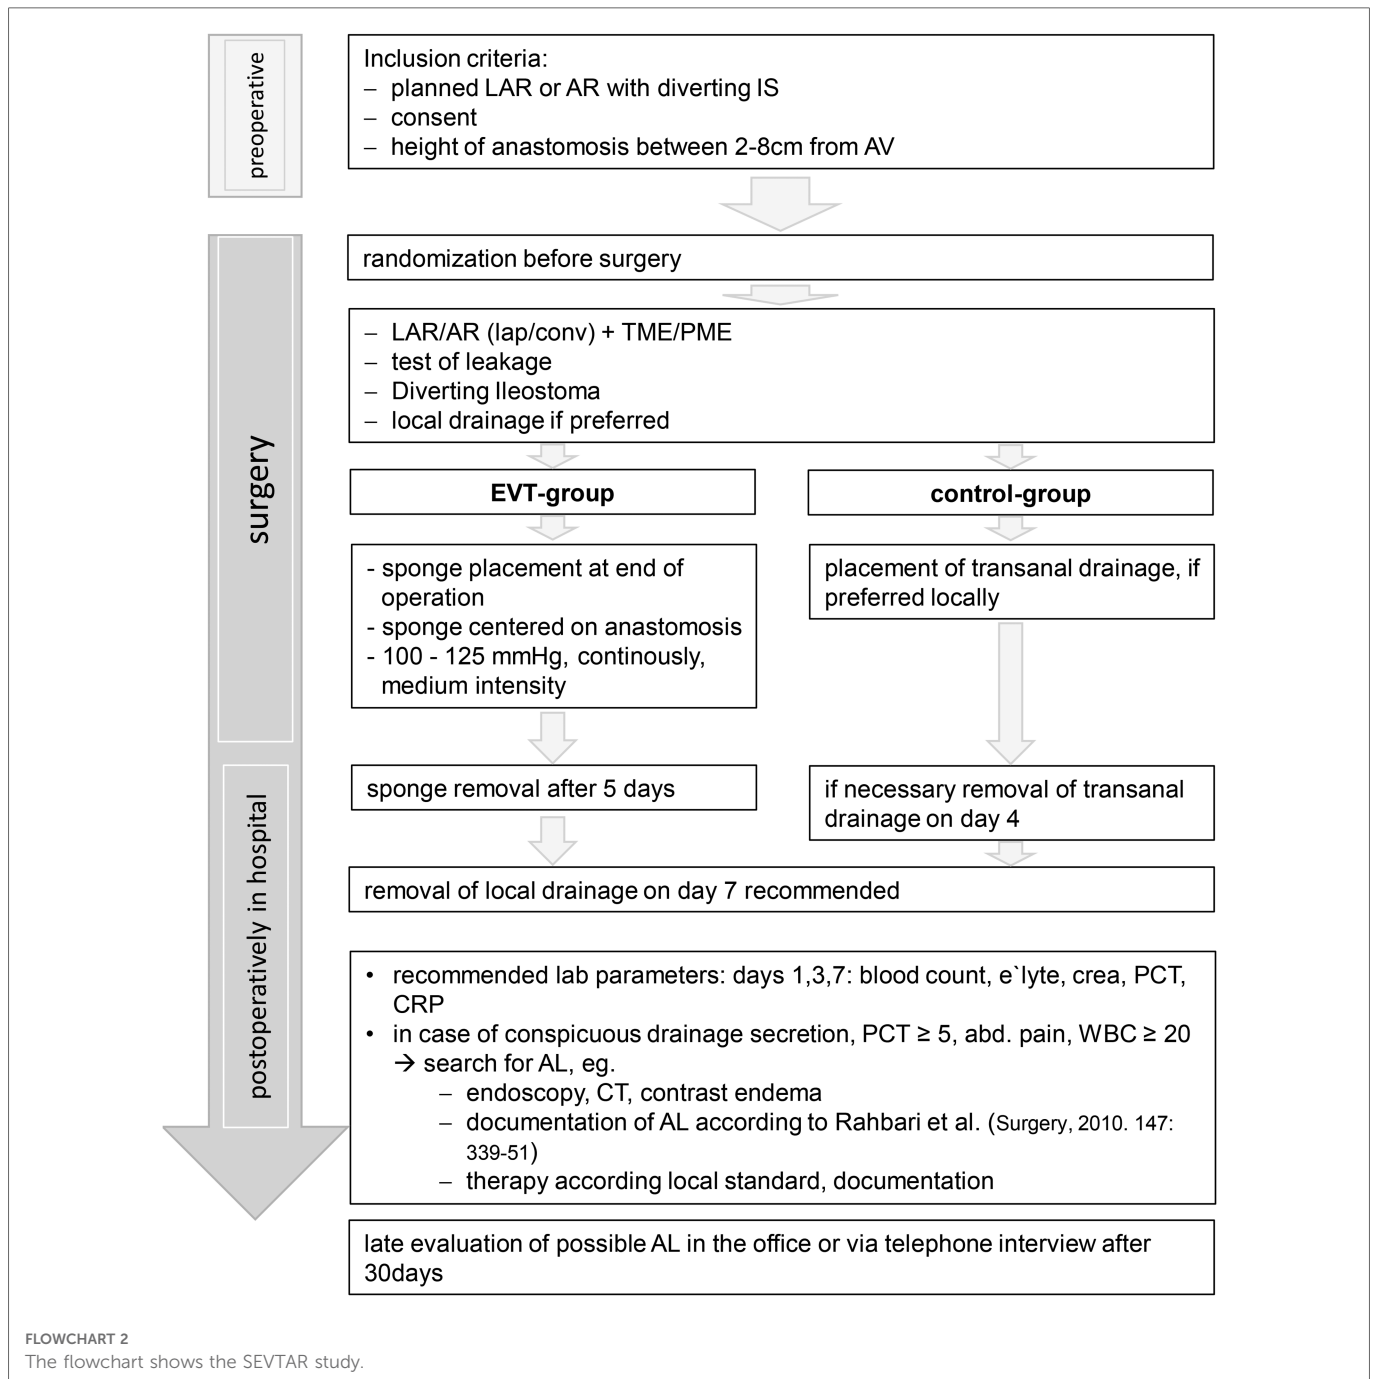 preoperative
Inclusion criteria:
– planned LAR or AR with diverting IS
– consent
– height of anastomosis between 2-8cm from AV
surgery
randomization before surgery
– LAR/AR (lap/conv) + TME/PME
– test of leakage
– Diverting Ileostoma
– local drainage if preferred
EVT-group
control-group
- sponge placement at end of
operation
- sponge centered on anastomosis
- 100 - 125 mmHg, continously,
medium intensity
placement of transanal drainage, if
preferred locally
postoperatively in hospital
sponge removal after 5 days
if necessary removal of transanal
drainage on day 4
removal of local drainage on day 7 recommended
• recommended lab parameters: days 1,3,7: blood count, e`lyte, crea, PCT,
CRP
• in case of conspicuous drainage secretion, PCT ≥ 5, abd. pain, WBC ≥ 20
→ search for AL, eg.
– endoscopy, CT, contrast endema
– documentation of AL according to Rahbari et al. (Surgery, 2010. 147:
339-51)
– therapy according local standard, documentation
late evaluation of possible AL in the office or via telephone interview after
30days
FLOWCHART 2
The flowchart shows the SEVTAR study.